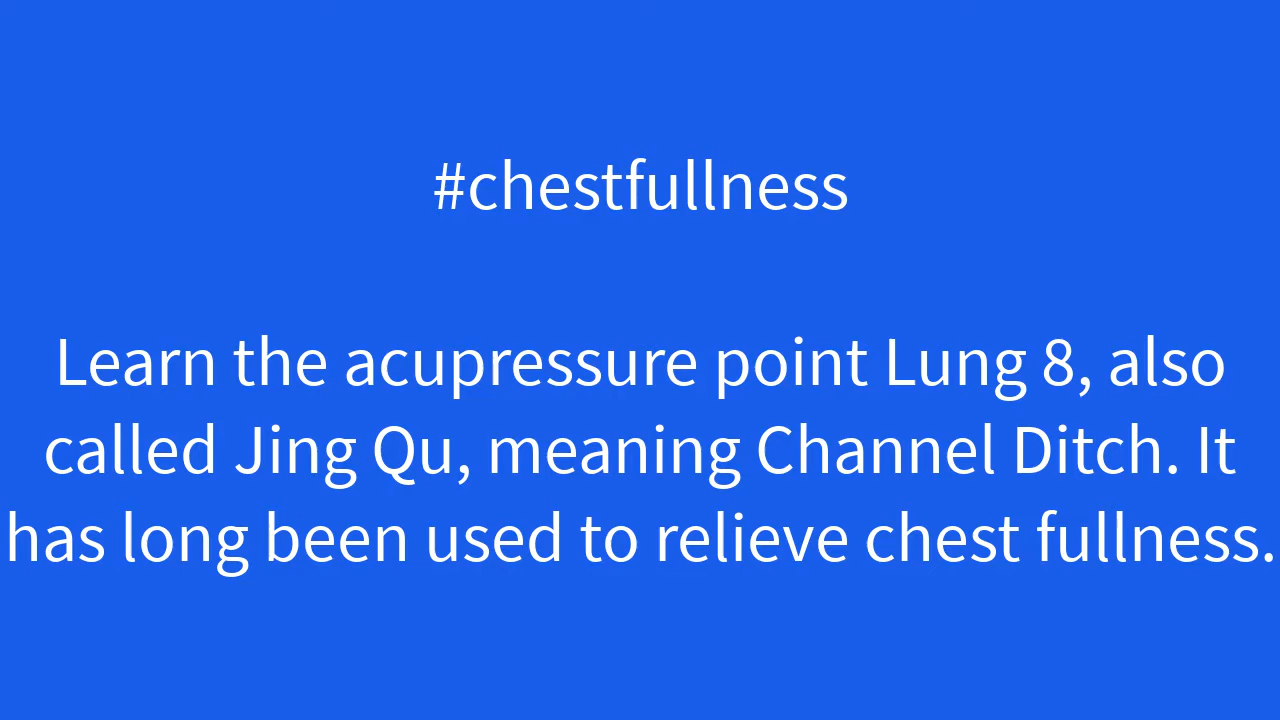 #chestfullness
Learn the acupressure point Lung 8, also
called Jing Qu, meaning Channel Ditch. It
has long been used to relieve chest fullness.